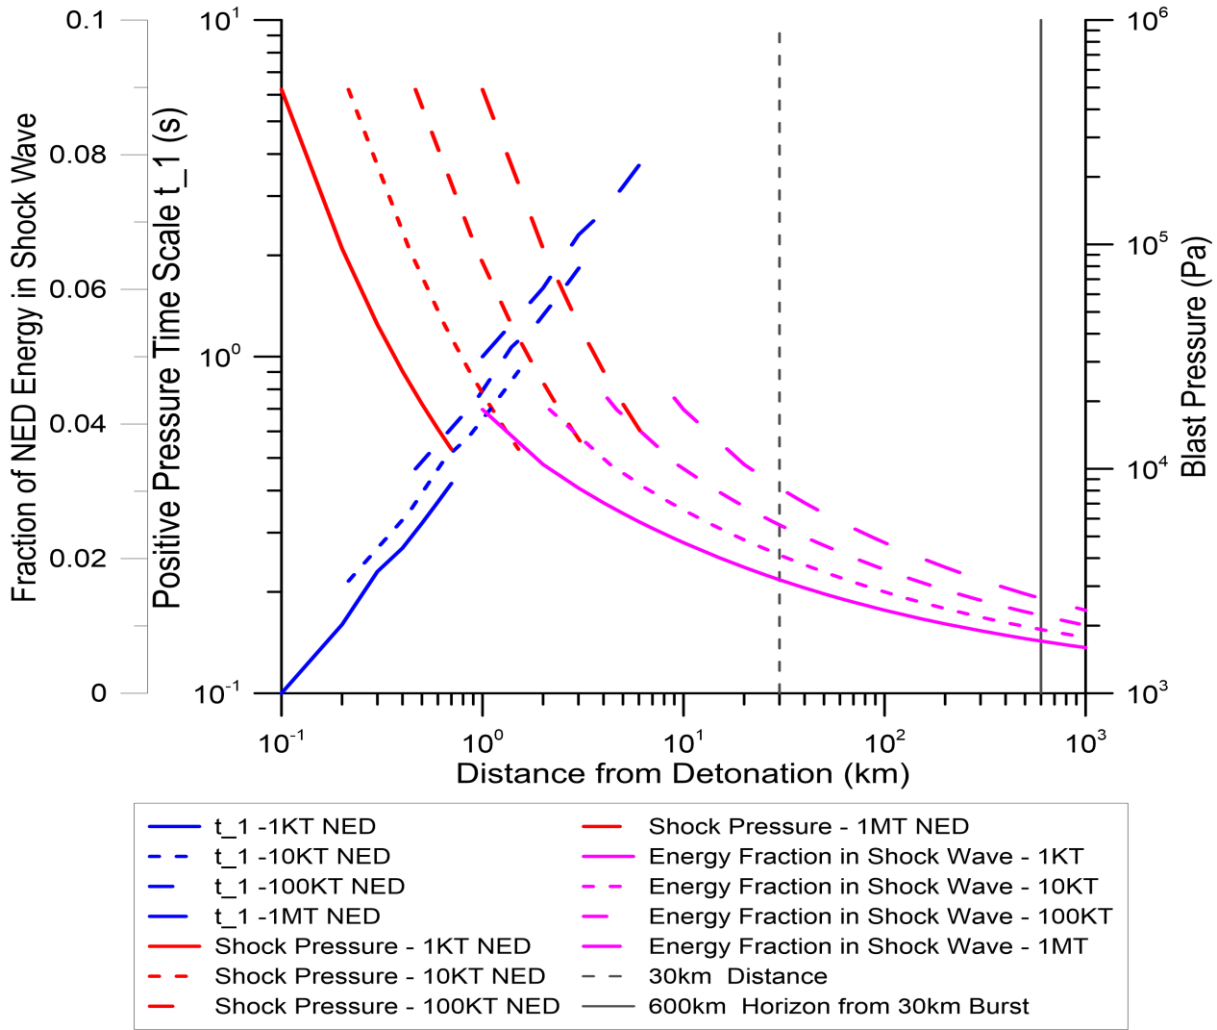 Fraction of NED Energy in Shock Wave
0.1
0.08
0.06
0.04
0.02
0
Positive Pressure Time Scale t_1 (s)
10^1
10^0
10^-1
10^6
10^5
10^4
10^3
Blast Pressure (Pa)
10^-1 10^0 10^1 10^2 10^3
Distance from Detonation (km)
t_1 -1KT NED
t_1 -10KT NED
t_1 -100KT NED
t_1 -1MT NED
Shock Pressure - 1KT NED
Shock Pressure - 10KT NED
Shock Pressure - 100KT NED
Shock Pressure - 1MT NED
Energy Fraction in Shock Wave - 1KT
Energy Fraction in Shock Wave - 10KT
Energy Fraction in Shock Wave - 100KT
Energy Fraction in Shock Wave - 1MT
30km Distance
600km Horizon from 30km Burst